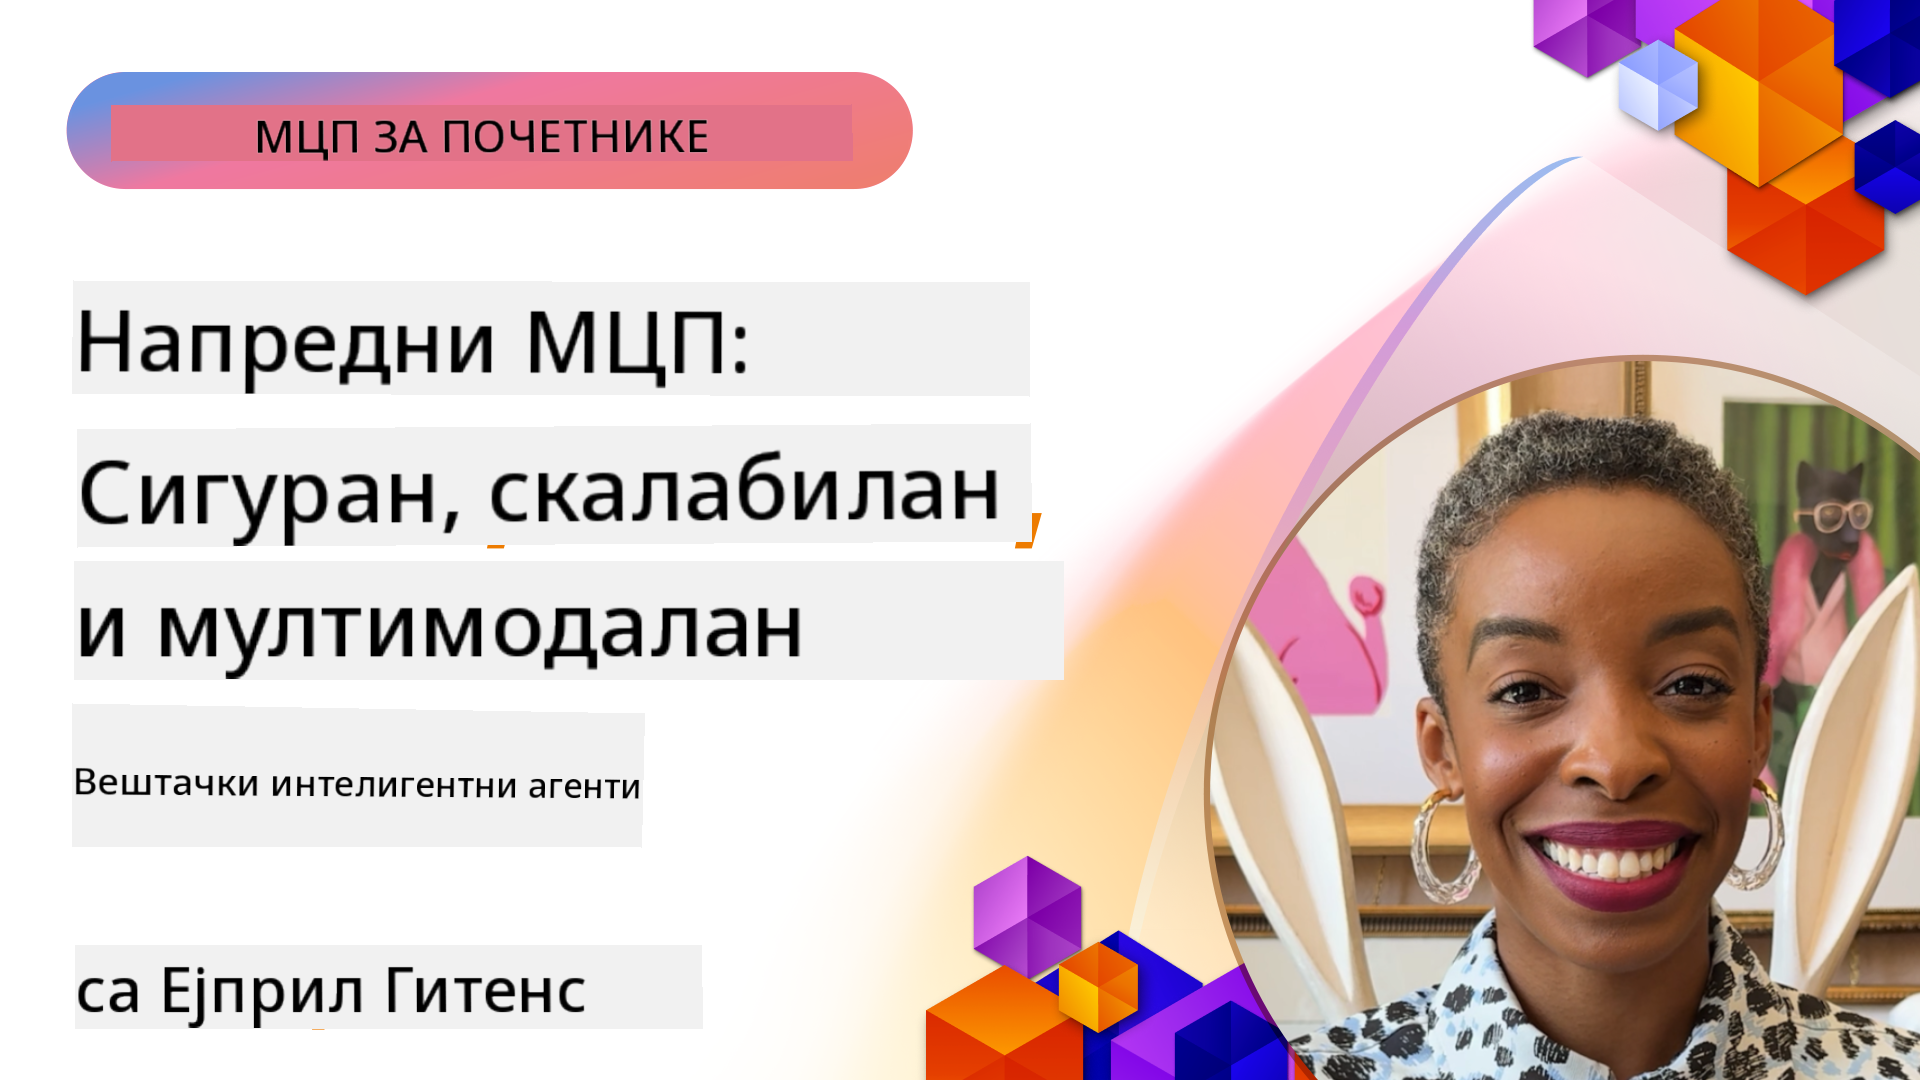 МЦП ЗА ПОЧЕТНИКЕ
Напредни МЦП:
Сигуран, скалабилан
и мултимодалан
Вештачки интелигентни агенти
са Ејприл Гитенс